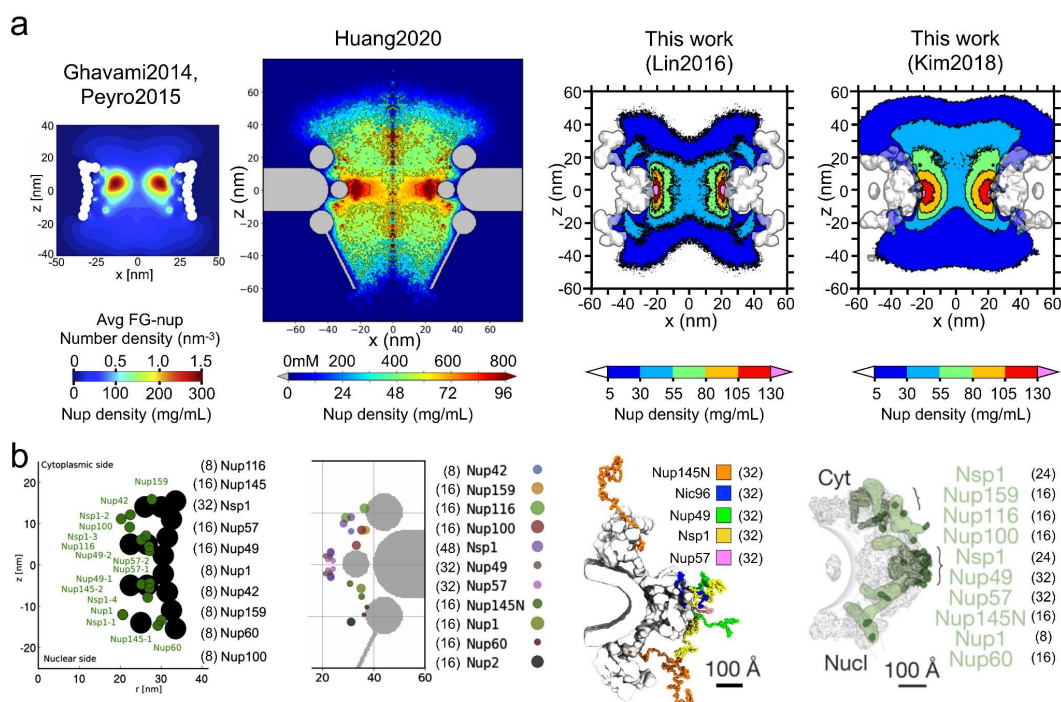 a
Ghavami2014,
Peyro2015
Huang2020
This work
(Lin2016)
This work
(Kim2018)
z [nm]
40
30
20
10
0
-10
-20
-30
-40
-50 -25 0 25 50
x [nm]
z (nm)
60
40
20
0
−20
−40
−60
−60 −40 −20 0 20 40 60
x (nm)
z (nm)
60
40
20
0
-20
-40
-60
-60 -40 -20 0 20 40 60
x (nm)
z (nm)
60
40
20
0
-20
-40
-60
-60 -40 -20 0 20 40 60
x (nm)
Avg FG-nup
Number density (nm-3)
0 0.5 1.0 1.5
0 100 200 300
Nup density (mg/mL)
0mM 200 400 600 800
0 24 48 72 96
Nup density (mg/mL)
5 30 55 80 105 130
Nup density (mg/mL)
5 30 55 80 105 130
Nup density (mg/mL)
b
Cytoplasmic side
Nup159
Nup42
Nsp1-2
Nup100
Nsp1-3
Nup116
Nup49-2
Nup57-2
Nup57-1
Nup49-1
Nup145-2
Nsp1-4
Nup1
Nsp1-1
Nup145-1
Nup60
Nuclear side
z [nm]
20
10
0
-10
-20
0 10 20 30 40
r [nm]
(8) Nup116
(16) Nup145
(32) Nsp1
(16) Nup57
(16) Nup49
(8) Nup1
(8) Nup42
(8) Nup159
(8) Nup60
(8) Nup100
20 40 60
(8) Nup42
(16) Nup159
(16) Nup116
(16) Nup100
(48) Nsp1
(32) Nup49
(32) Nup57
(16) Nup145N
(16) Nup1
(16) Nup60
(16) Nup2
Nup145N (32)
Nic96 (32)
Nup49 (32)
Nsp1 (32)
Nup57 (32)
100 Å
Cyt
Nucl
100 Å
Nsp1 (24)
Nup159 (16)
Nup116 (16)
Nup100 (16)
Nsp1 (24)
Nup49 (32)
Nup57 (32)
Nup145N (16)
Nup1 (8)
Nup60 (16)